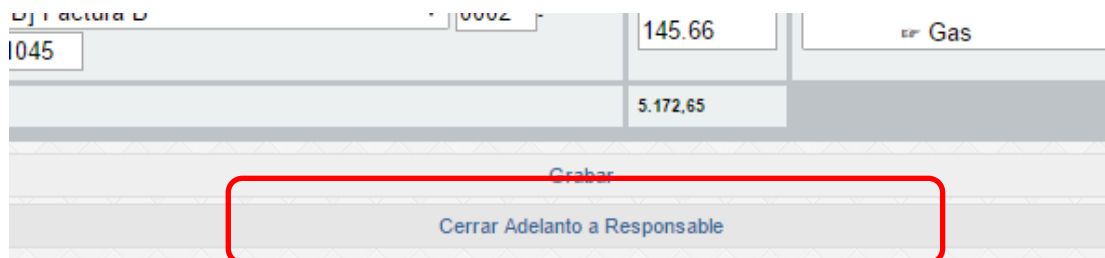 B] Factura B 0002 -
145.66 ☞ Gas
1045
5.172,65
Grabar
Cerrar Adelanto a Responsable